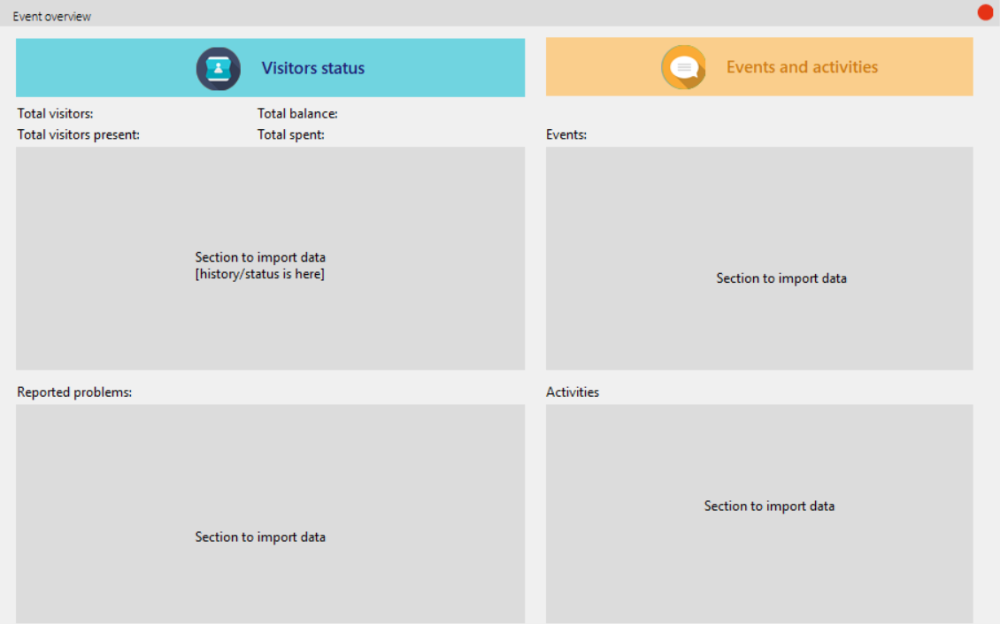 Event overview
Visitors status
Total visitors:
Total balance:
Total visitors present:
Total spent:
Section to import data
[history/status is here]
Reported problems:
Section to import data
Events and activities
Events:
Section to import data
Activities
Section to import data